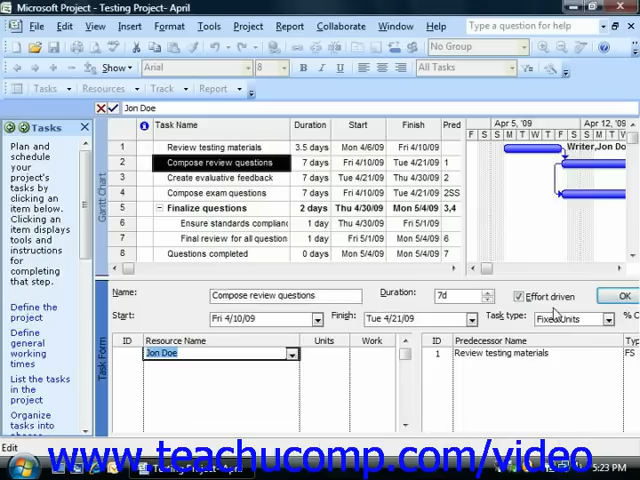 Microsoft Project - Testing Project- April
File Edit View Insert Format Tools Project Report Collaborate Window Help Type a question for help
No Group
Show Arial 8 B I U All Tasks
Tasks Resources Track Report
Jon Doe
Tasks
Plan and
schedule
your
project's
tasks by
clicking an
item below.
Clicking an
item displays
tools and
instructions
for
completing
that step.
Define the
project
Define
general
working
times
List the tasks
in the
project
Organize
tasks into
Gantt Chart
Task Name Duration Start Finish Pred
Apr 5, '09 Apr 12, '09
F S S M T W T F S S M T W
1 Review testing materials 3.5 days Mon 4/6/09 Fri 4/10/09
2 Compose review questions 7 days Fri 4/10/09 Tue 4/21/09 1
3 Create evaluative feedback 7 days Tue 4/21/09 Thu 4/30/09 2
4 Compose exam questions 7 days Fri 4/10/09 Tue 4/21/09 2SS
5 Finalize questions 2 days Thu 4/30/09 Mon 5/4/09 3,4
6 Ensure standards complianc 1 day Thu 4/30/09 Fri 5/1/09
7 Final review for all question 1 day Fri 5/1/09 Mon 5/4/09 6
8 Questions completed 0 days Mon 5/4/09 Mon 5/4/09
Writer,Jon Do
Task Form
Name: Compose review questions Duration: 7d Effort driven OK
Start: Fri 4/10/09 Finish: Tue 4/21/09 Task type: Fixed Units % C
ID Resource Name Units Work
Jon Doe
ID Predecessor Name Ty
1 Review testing materials FS
Edit
www.teachucomp.com/video
Testing Project- April
5:23 PM